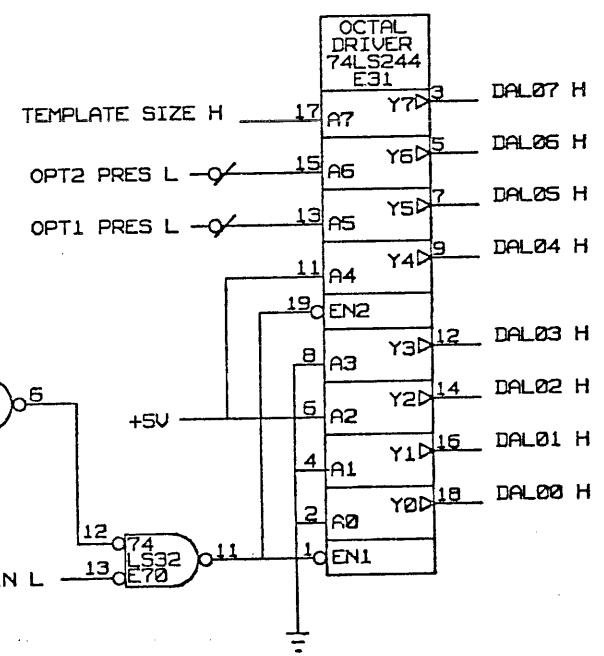 OCTAL
DRIVER
74LS244
E31
TEMPLATE SIZE H 17 A7 Y7 3 DAL07 H
OPT2 PRES L 15 A6 Y6 5 DAL06 H
OPT1 PRES L 13 A5 Y5 7 DAL05 H
11 A4 Y4 9 DAL04 H
19 EN2
8 A3 Y3 12 DAL03 H
6
+5V 6 A2 Y2 14 DAL02 H
4 A1 Y1 16 DAL01 H
2 A0 Y0 18 DAL00 H
12 74
LS32 11 1 EN1
N L 13 E70